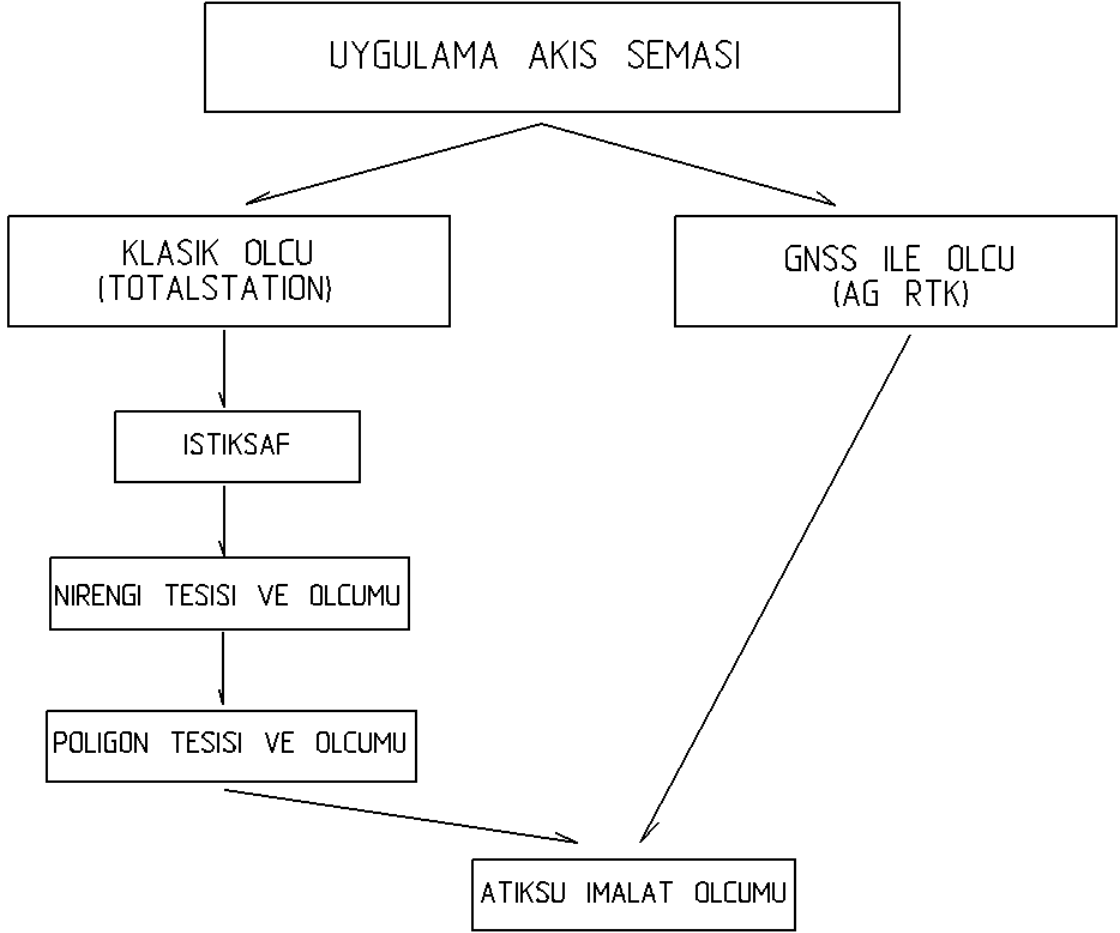 UYGULAMA AKIS SEMASI
KLASIK OLCU
(TOTALSTATION)
GNSS ILE OLCU
(AG RTK)
ISTIKSAF
NIRENGI TESISI VE OLCUMU
POLIGON TESISI VE OLCUMU
ATIKSU IMALAT OLCUMU